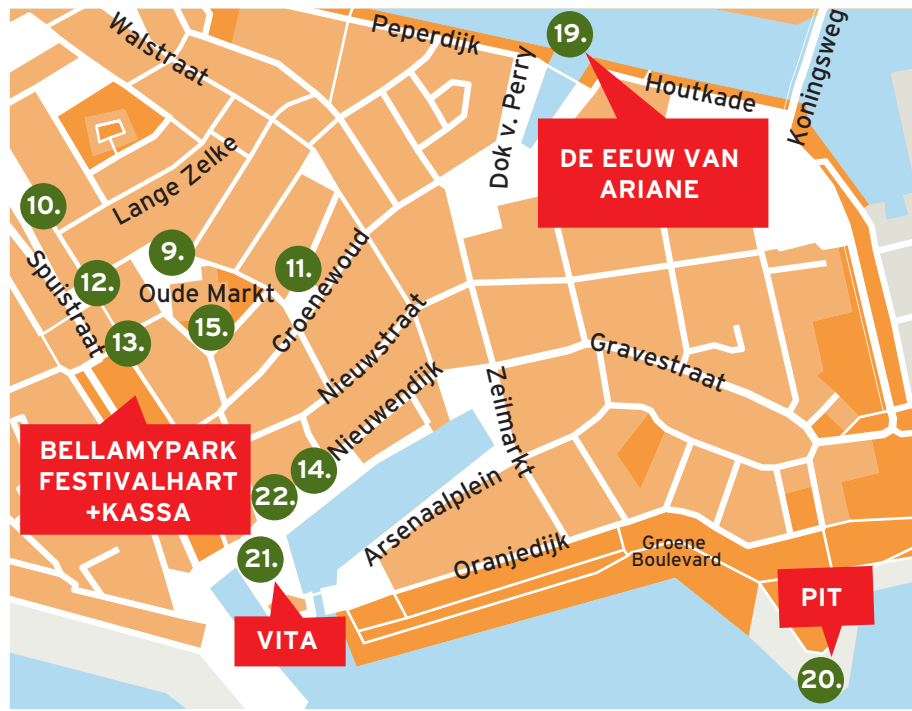 Walstraat
Peperdijk
19.
Koningsweg
Dok v. Perry
Houtkade
DE EEUW VAN
ARIANE
Lange Zelke
10.
9.
11.
12.
Oude Markt
Groenewoud
Spuistraat
13.
15.
Nieuwstraat
Gravestraat
Nieuwendijk
Zeilmarkt
BELLAMYPARK
FESTIVALHART
+KASSA
14.
22.
Arsenaalplein
21.
Oranjedijk
Groene
Boulevard
VITA
PIT
20.